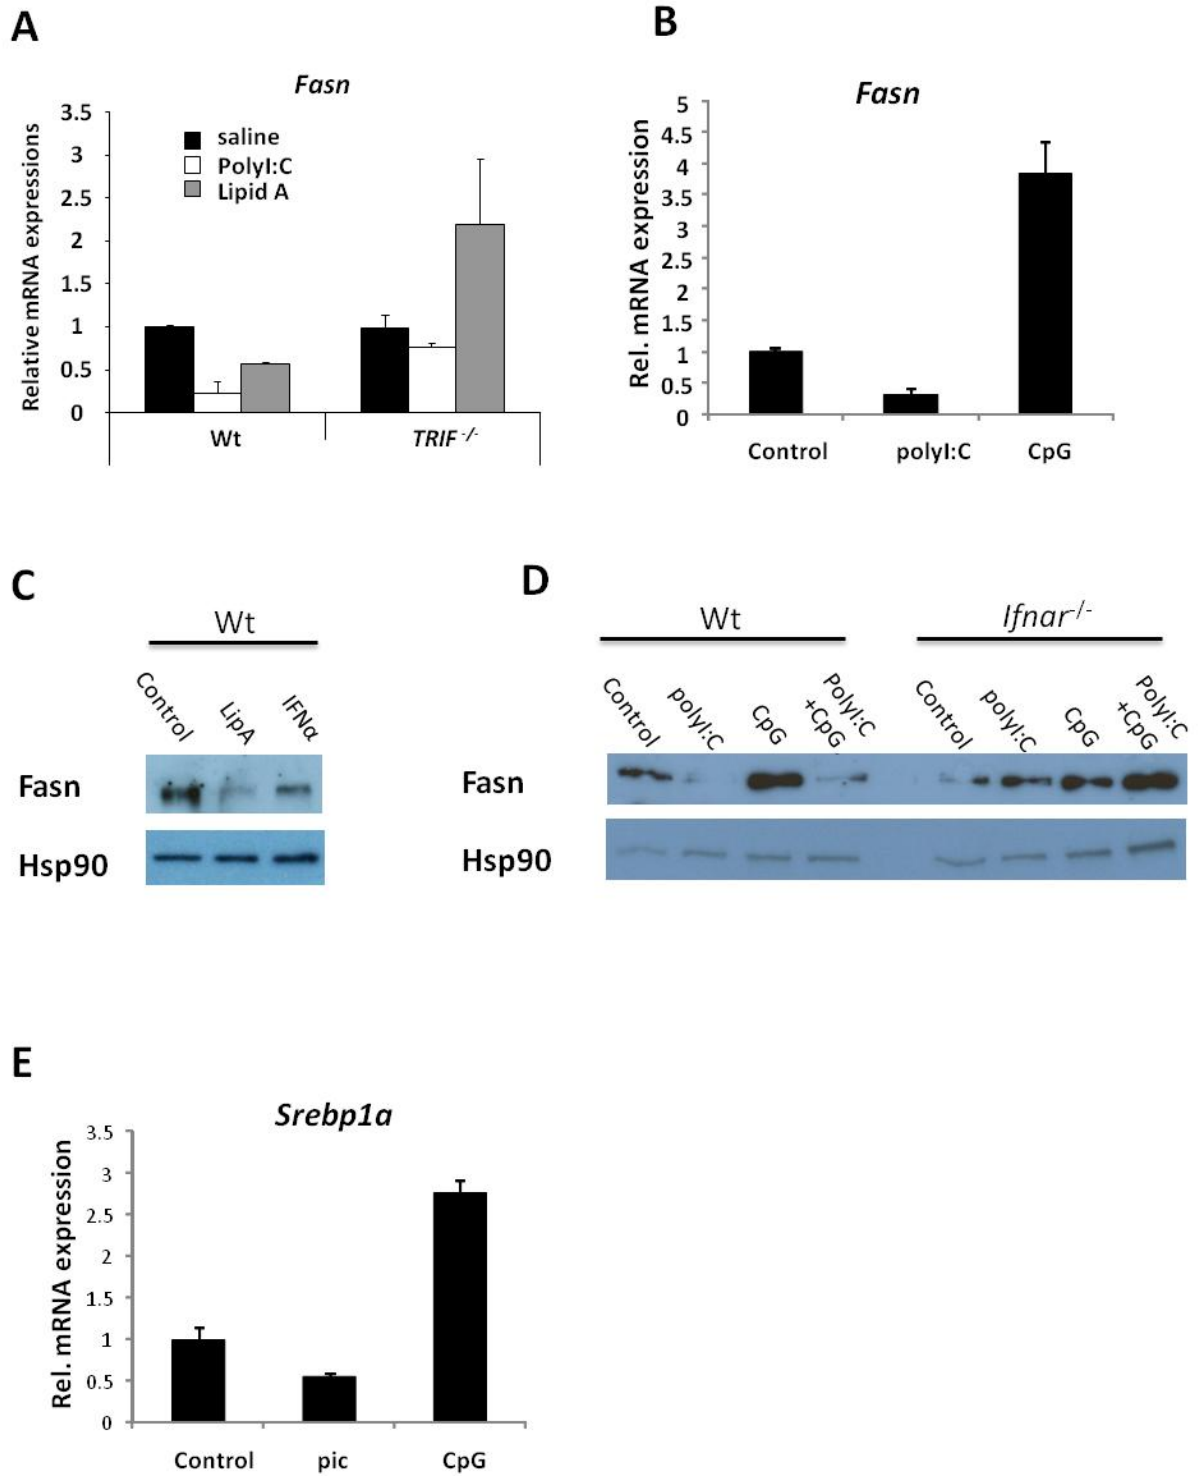 A
Fasn
Relative mRNA expressions
3.5
3
2.5
2
1.5
1
0.5
0
saline
PolyI:C
Lipid A
Wt
TRIF -/-
B
Fasn
Rel. mRNA expression
5
4.5
4
3.5
3
2.5
2
1.5
1
0.5
0
Control polyI:C CpG
C
Wt
Control LipA IFNα
Fasn
Hsp90
D
Wt Ifnar-/-
Control polyI:C CpG PolyI:C +CpG Control polyI:C CpG PolyI:C +CpG
Fasn
Hsp90
E
Srebp1a
Rel. mRNA expression
3.5
3
2.5
2
1.5
1
0.5
0
Control pic CpG